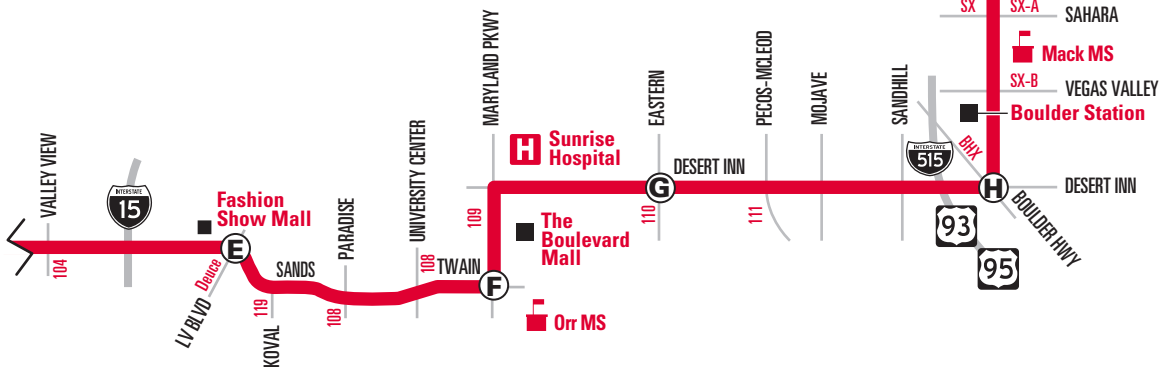 SX
SX-A
SAHARA
Mack MS
SX-B
VEGAS VALLEY
Boulder Station
BHX
INTERSTATE
515
H
DESERT INN
BOULDER HWY
93
95
SANDHILL
MOJAVE
PECOS-MCLEOD
111
DESERT INN
EASTERN
G
110
MARYLAND PKWY
H
Sunrise
Hospital
109
The
Boulevard
Mall
F
Orr MS
TWAIN
UNIVERSITY CENTER
108
PARADISE
108
SANDS
119
KOVAL
Fashion
Show Mall
E
Deuce
LV BLVD
INTERSTATE
15
VALLEY VIEW
104